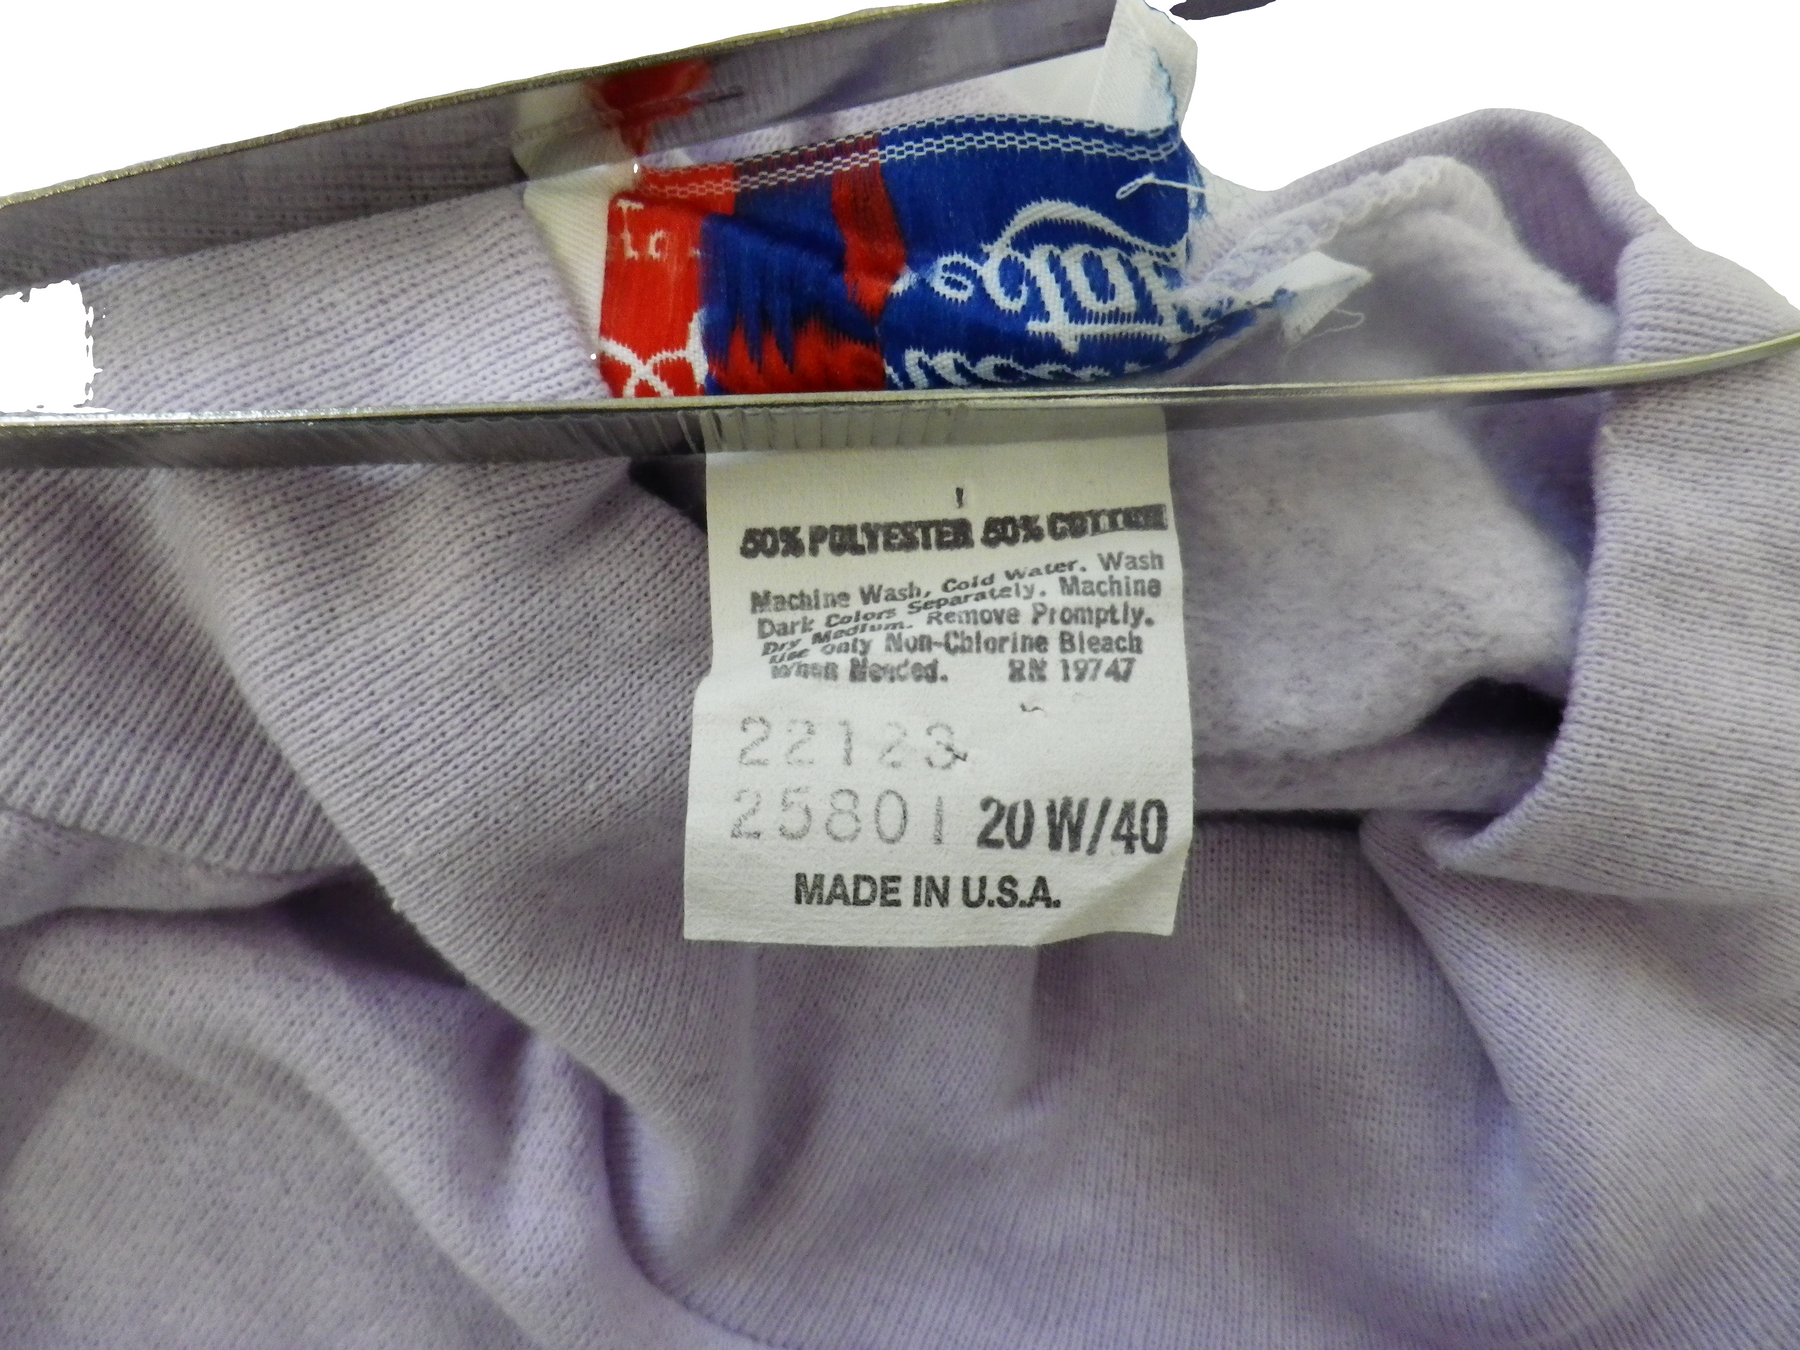 50% POLYESTER 50% COTTON
Machine Wash, Cold Water. Wash
Dark Colors Separately. Machine
Dry Medium. Remove Promptly.
Use only Non-Chlorine Bleach
When Needed. RN 19747
22123
25801 20 W/40
MADE IN U.S.A.